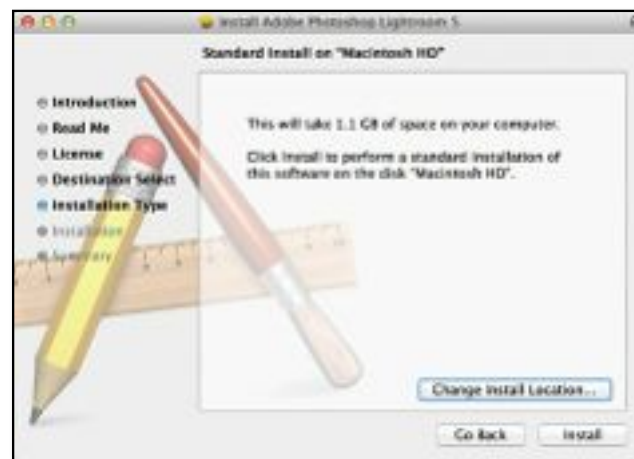 Install Adobe Photoshop Lightroom 5
Standard Install on "Macintosh HD"
Introduction
Read Me
License
Destination Select
Installation Type
Installation
Summary
This will take 1.1 GB of space on your computer.
Click Install to perform a standard installation of
this software on the disk "Macintosh HD".
Change Install Location...
Go Back
Install